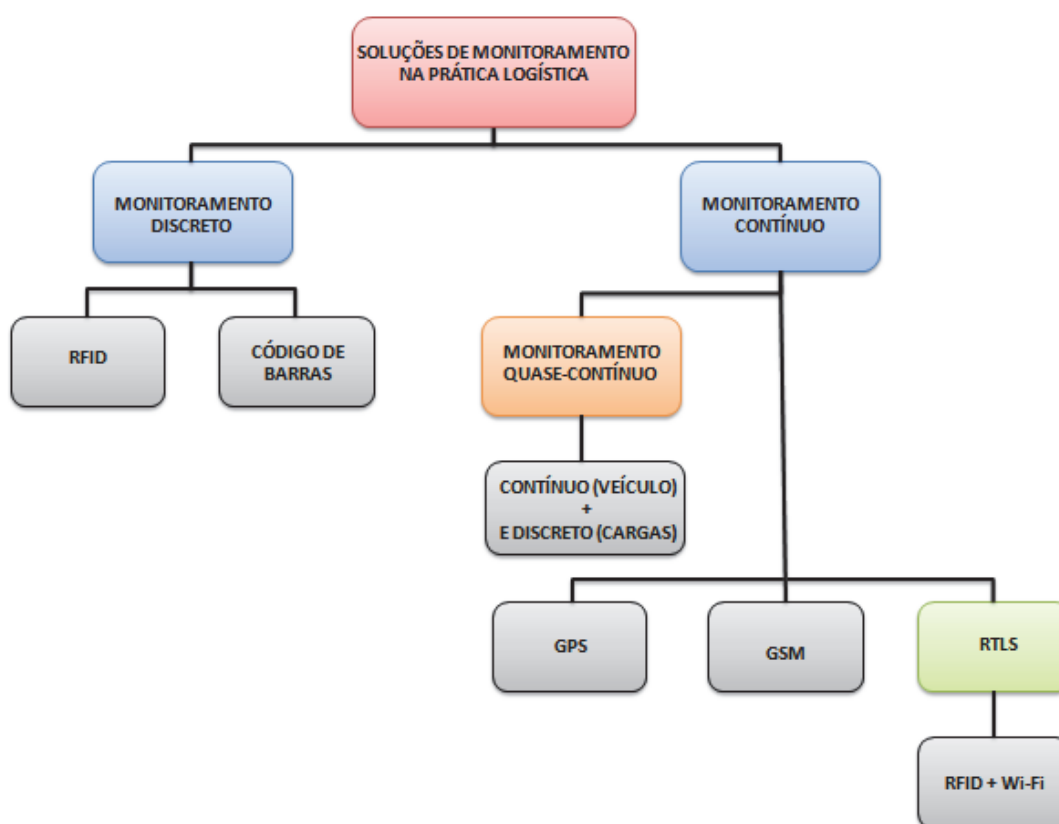 SOLUÇÕES DE MONITORAMENTO
NA PRÁTICA LOGÍSTICA
MONITORAMENTO
DISCRETO
MONITORAMENTO
CONTÍNUO
RFID
CÓDIGO DE
BARRAS
MONITORAMENTO
QUASE-CONTÍNUO
CONTÍNUO (VEÍCULO)
+
E DISCRETO (CARGAS)
GPS
GSM
RTLS
RFID + Wi-Fi